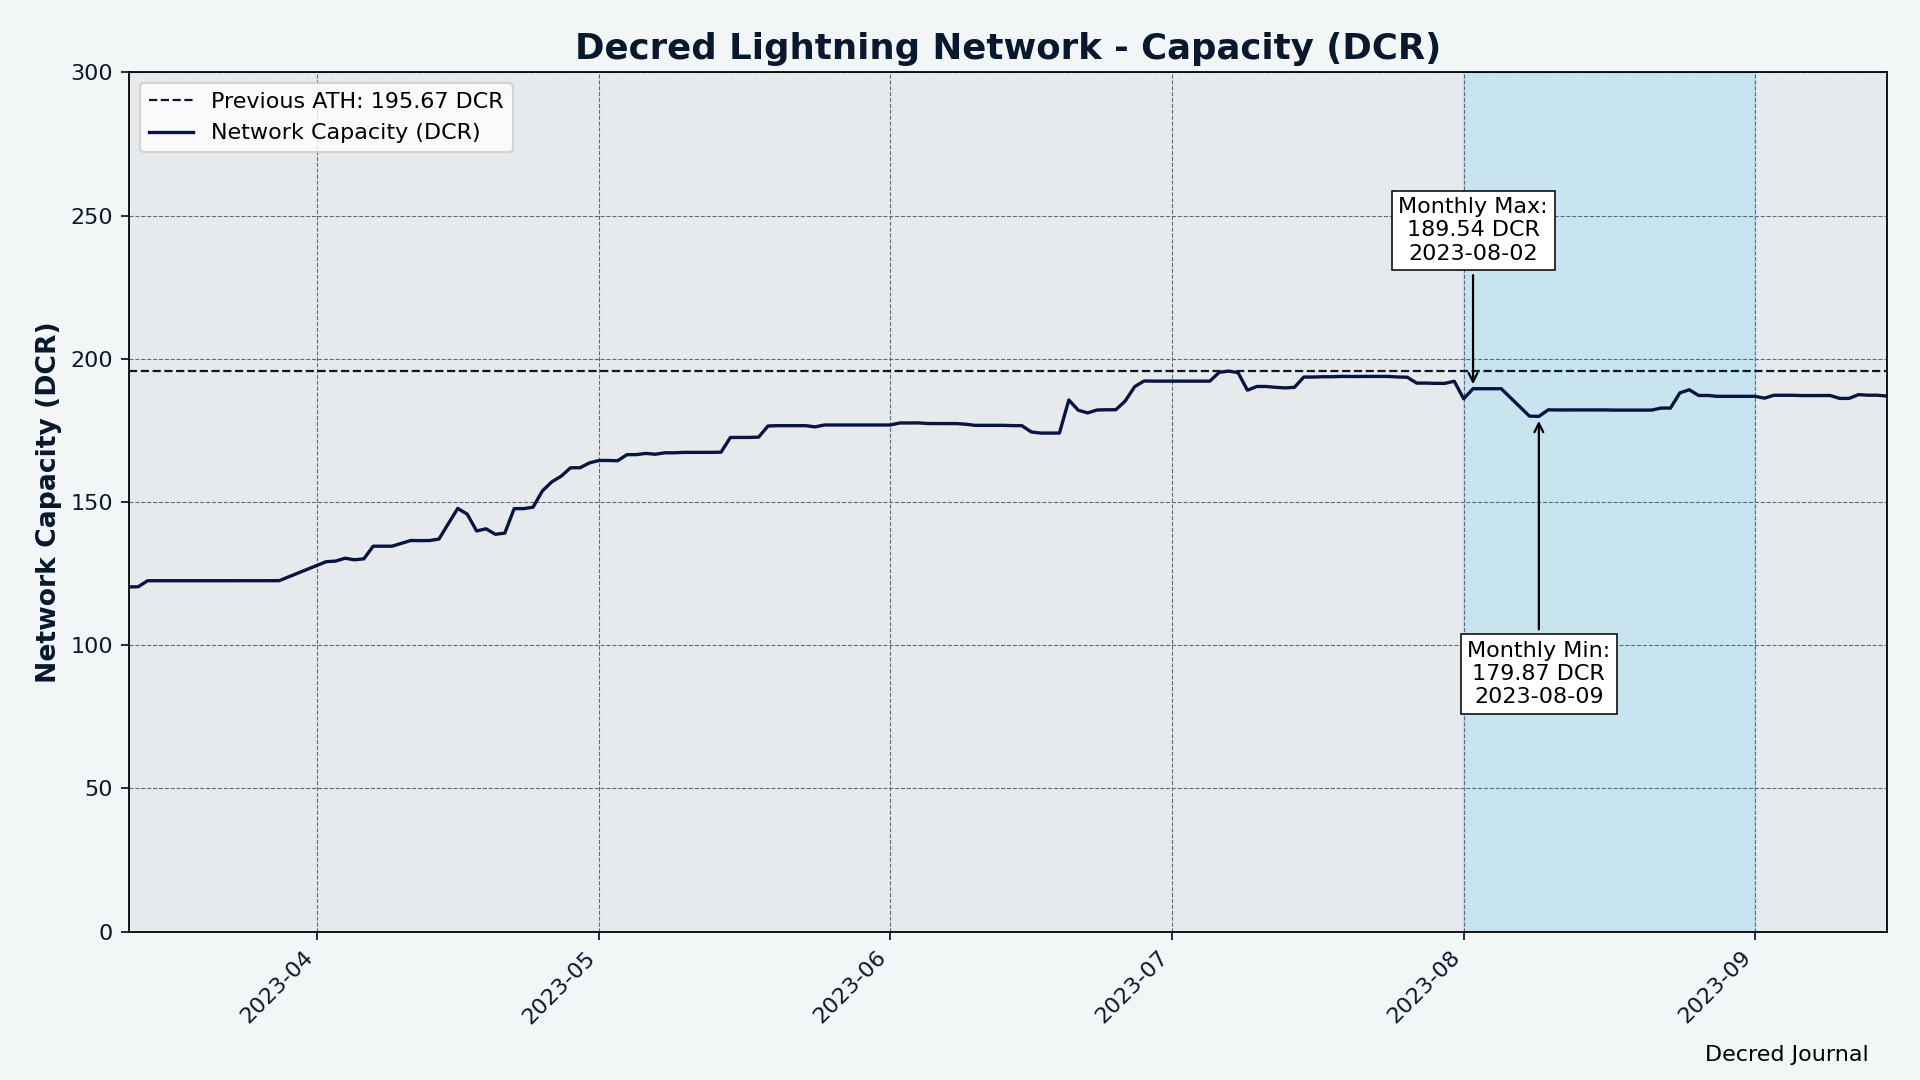 Decred Lightning Network - Capacity (DCR)
Previous ATH: 195.67 DCR
Network Capacity (DCR)
Network Capacity (DCR)
300
250
200
150
100
50
0
Monthly Max:
189.54 DCR
2023-08-02
Monthly Min:
179.87 DCR
2023-08-09
2023-04
2023-05
2023-06
2023-07
2023-08
2023-09
Decred Journal